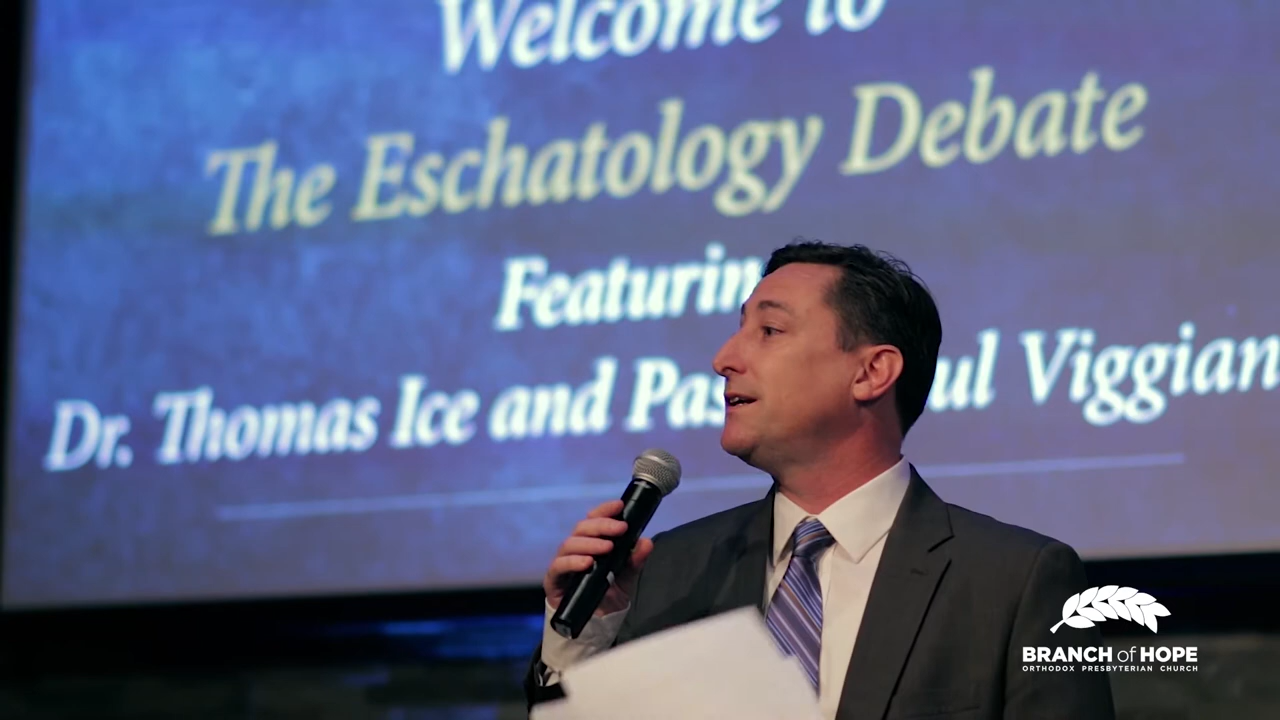 Welcome to
The Eschatology Debate
Featurin
Dr. Thomas Ice and Pas ul Viggian
BRANCH of HOPE
ORTHODOX PRESBYTERIAN CHURCH